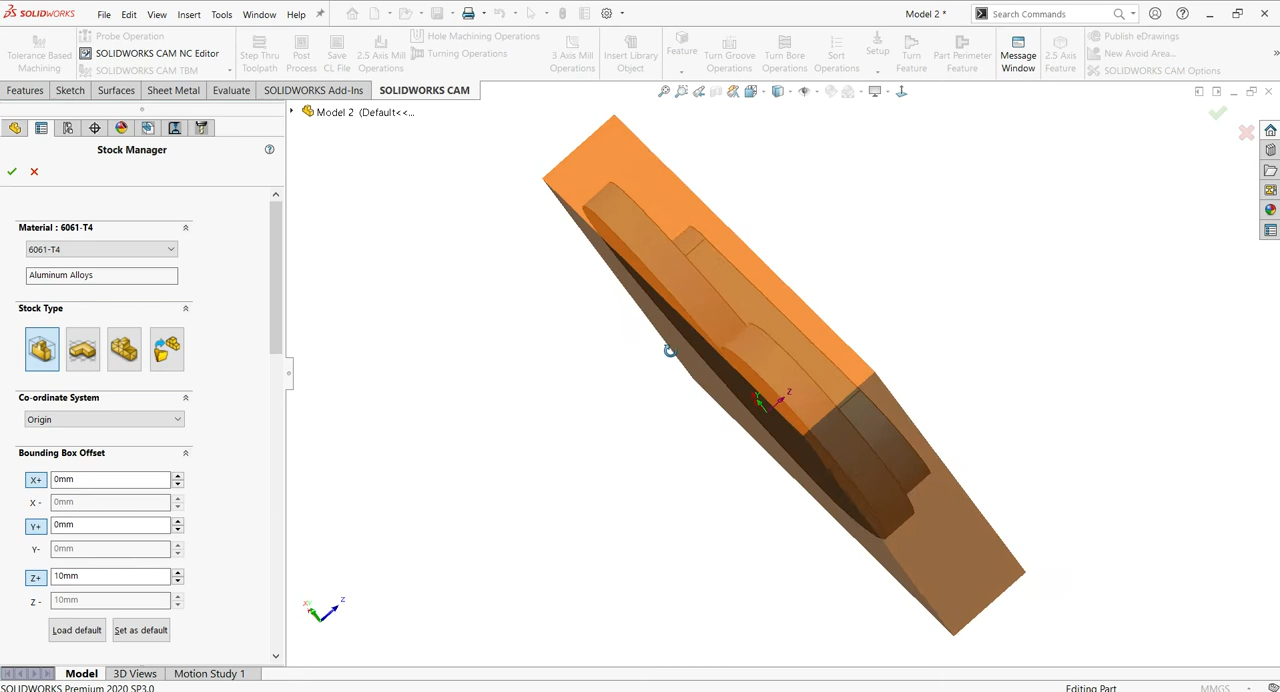 SOLIDWORKS File Edit View Insert Tools Window Help Model 2 * Search Commands
Tolerance Based Machining
Probe Operation
SOLIDWORKS CAM NC Editor
SOLIDWORKS CAM TBM
Step Thru Toolpath
Post Process
Save CL File
2.5 Axis Mill Operations
Hole Machining Operations
Turning Operations
3 Axis Mill Operations
Insert Library Object
Feature
Turn Groove Operations
Turn Bore Operations
Sort Operations
Setup
Turn Feature
Part Perimeter Feature
Message Window
2.5 Axis Feature
Publish eDrawings
New Avoid Area...
SOLIDWORKS CAM Options
Features Sketch Surfaces Sheet Metal Evaluate SOLIDWORKS Add-Ins SOLIDWORKS CAM
Model 2 (Default<<...
Stock Manager
Material : 6061-T4
6061-T4
Aluminum Alloys
Stock Type
Co-ordinate System
Origin
Bounding Box Offset
X+ 0mm
X - 0mm
Y+ 0mm
Y- 0mm
Z+ 10mm
Z - 10mm
Load default Set as default
Z
Y
Z
Model 3D Views Motion Study 1
SOLIDWORKS Premium 2020 SP3.0 Editing Part MMGS